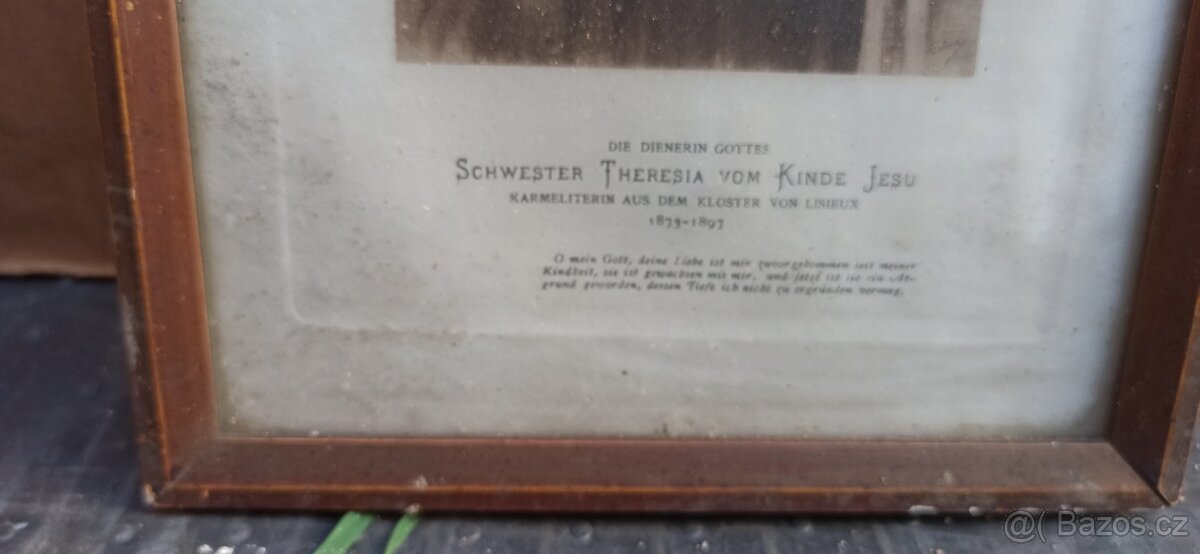 DIE DIENERIN GOTTES
SCHWESTER THERESIA VOM KINDE JESU
KARMELITERIN AUS DEM KLOSTER VON LISIEUX
1873-1897
O mein Gott, deine Liebe ist mir zuvorgekommen seit meiner
Kindheit, sie ist gewachsen mit mir, und jetzt ist sie ein Ab-
grund geworden, dessen Tiefe ich nicht zu ergründen vermag.
@( Bazos.cz